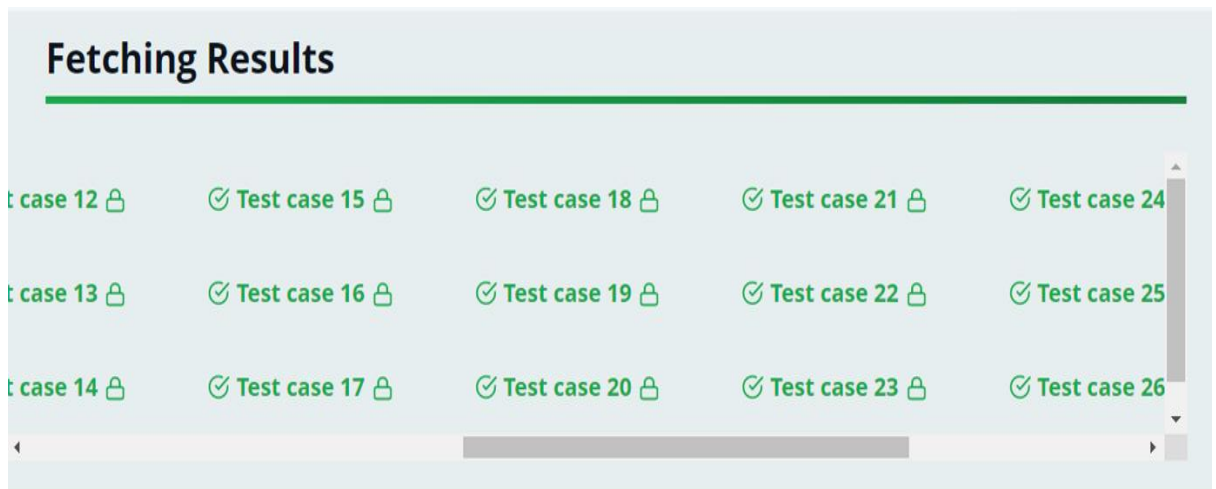 Fetching Results
t case 12 Test case 15 Test case 18 Test case 21 Test case 24
t case 13 Test case 16 Test case 19 Test case 22 Test case 25
t case 14 Test case 17 Test case 20 Test case 23 Test case 26